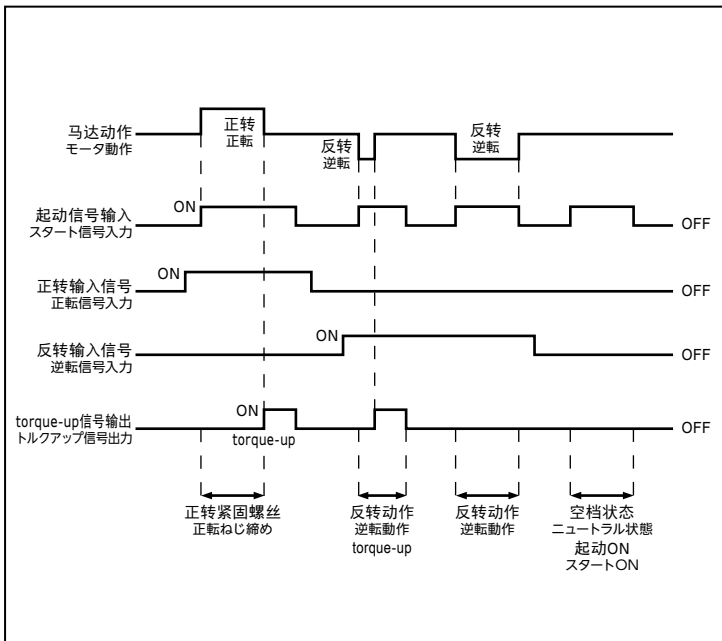 马达动作
モータ動作
正转
正転
反转
逆転
反转
逆転
起动信号输入
スタート信号入力
ON
OFF
正转输入信号
正転信号入力
ON
OFF
反转输入信号
逆転信号入力
ON
OFF
torque-up信号输出
トルクアップ信号出力
ON
torque-up
OFF
正转紧固螺丝
正転ねじ締め
反转动作
逆転動作
torque-up
反转动作
逆転動作
空档状态
ニュートラル状態
起动ON
スタートON